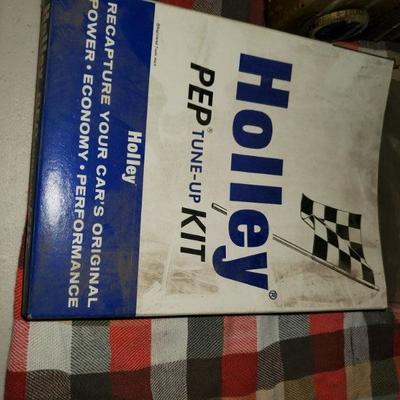 Holley®
PEP® TUNE-UP KIT
Holley
RECAPTURE YOUR CAR'S ORIGINAL
POWER • ECONOMY • PERFORMANCE